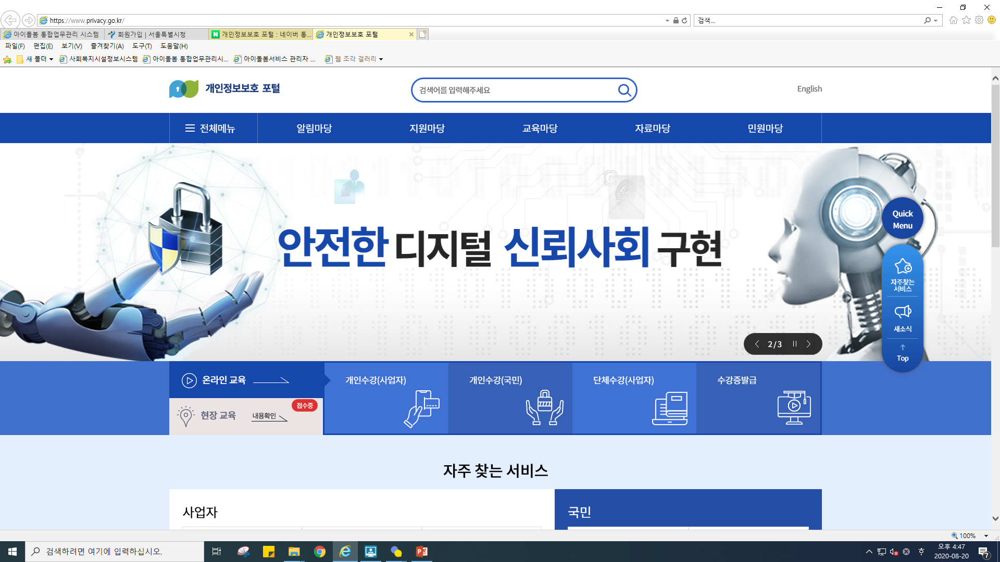 https://www.privacy.go.kr/
검색...
아이돌봄 통합업무관리 시스템
회원가입 | 서울특별시청
개인정보보호 포털 : 네이버 통...
개인정보보호 포털
파일(F) 편집(E) 보기(V) 즐겨찾기(A) 도구(T) 도움말(H)
새 폴더 사회복지시설정보시스템 아이돌봄 통합업무관리시... 아이돌봄서비스 관리자 ... 웹 조각 갤러리
개인정보보호 포털
검색어를 입력해주세요
English
전체메뉴 알림마당 지원마당 교육마당 자료마당 민원마당
안전한 디지털 신뢰사회 구현
Quick
Menu
자주찾는
서비스
새소식
Top
2/3
온라인 교육
개인수강(사업자)
개인수강(국민)
단체수강(사업자)
수강증발급
현장 교육
내용확인
접수중
자주 찾는 서비스
사업자
국민
100%
검색하려면 여기에 입력하십시오.
오후 4:47
2020-08-20
7